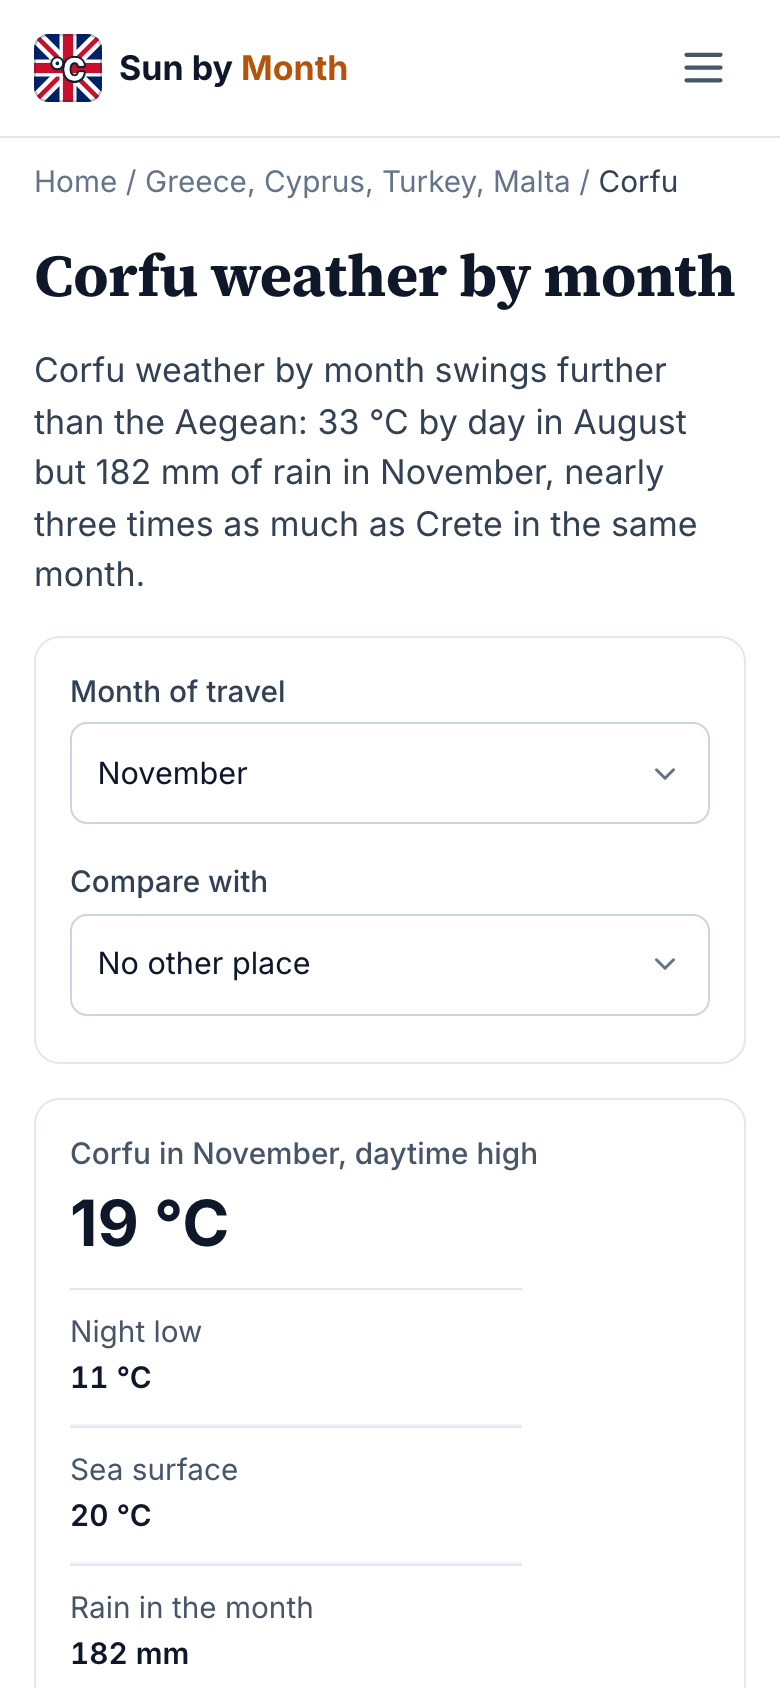 °C
Sun by Month
Home / Greece, Cyprus, Turkey, Malta / Corfu
Corfu weather by month
Corfu weather by month swings further
than the Aegean: 33 °C by day in August
but 182 mm of rain in November, nearly
three times as much as Crete in the same
month.
Month of travel
November
Compare with
No other place
Corfu in November, daytime high
19 °C
Night low
11 °C
Sea surface
20 °C
Rain in the month
182 mm